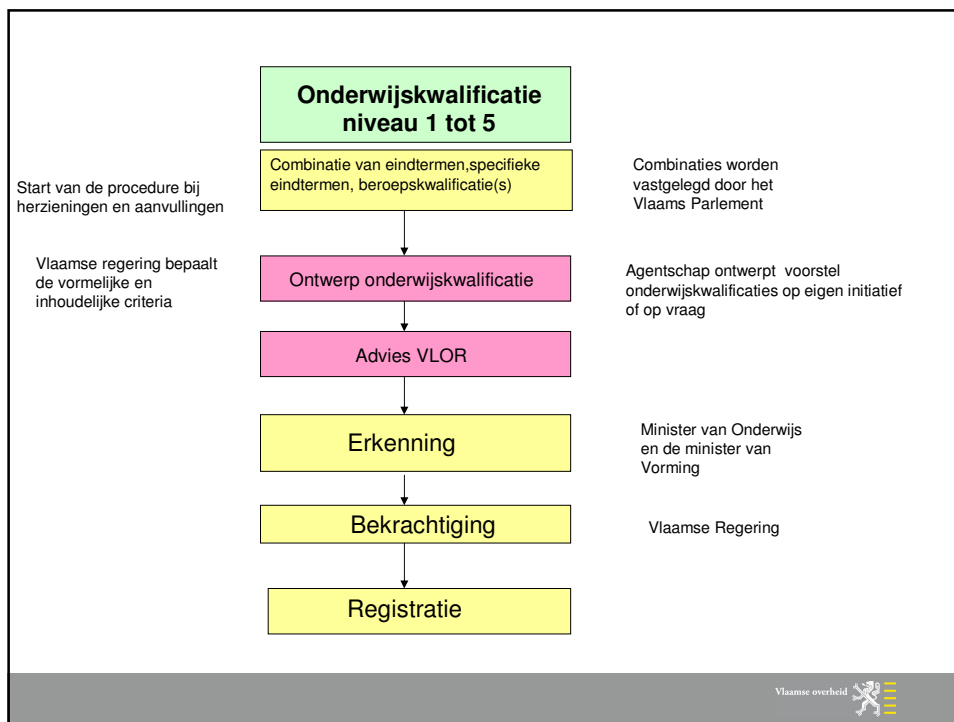 Onderwijskwalificatie
niveau 1 tot 5
Combinatie van eindtermen,specifieke
eindtermen, beroepskwalificatie(s)
Start van de procedure bij
herzieningen en aanvullingen
Combinaties worden
vastgelegd door het
Vlaams Parlement
Vlaamse regering bepaalt
de vormelijke en
inhoudelijke criteria
Ontwerp onderwijskwalificatie
Agentschap ontwerpt voorstel
onderwijskwalificaties op eigen initiatief
of op vraag
Advies VLOR
Erkenning
Minister van Onderwijs
en de minister van
Vorming
Bekrachtiging
Vlaamse Regering
Registratie
Vlaamse overheid